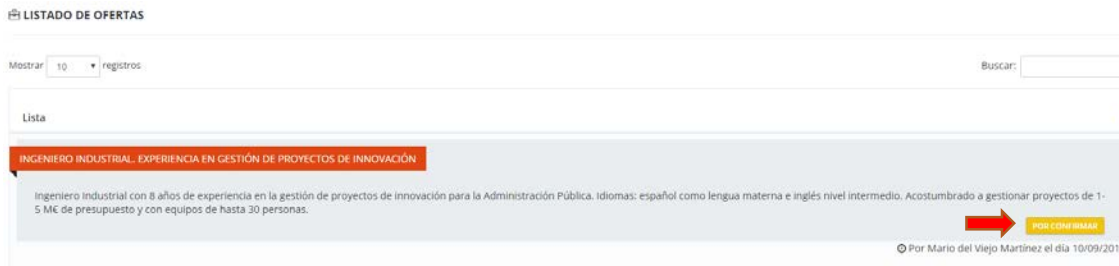 LISTADO DE OFERTAS
Mostrar 10 registros
Buscar:
Lista
INGENIERO INDUSTRIAL. EXPERIENCIA EN GESTIÓN DE PROYECTOS DE INNOVACIÓN
Ingeniero Industrial con 8 años de experiencia en la gestión de proyectos de innovación para la Administración Pública. Idiomas: español como lengua materna e inglés nivel intermedio. Acostumbrado a gestionar proyectos de 1-
5 M€ de presupuesto y con equipos de hasta 30 personas.
POR CONFIRMAR
Por Mario del Viejo Martínez el día 10/09/201